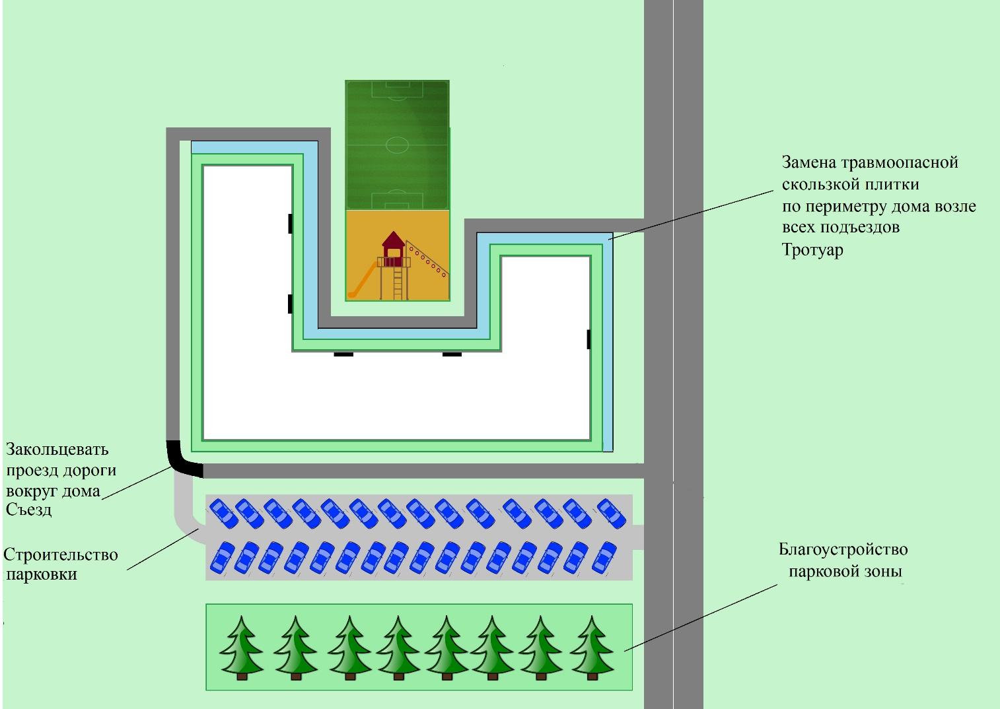 Замена травмоопасной
скользкой плитки
по периметру дома возле
всех подъездов
Тротуар
Закольцевать
проезд дороги
вокруг дома
Съезд
Строительство
парковки
Благоустройство
парковой зоны